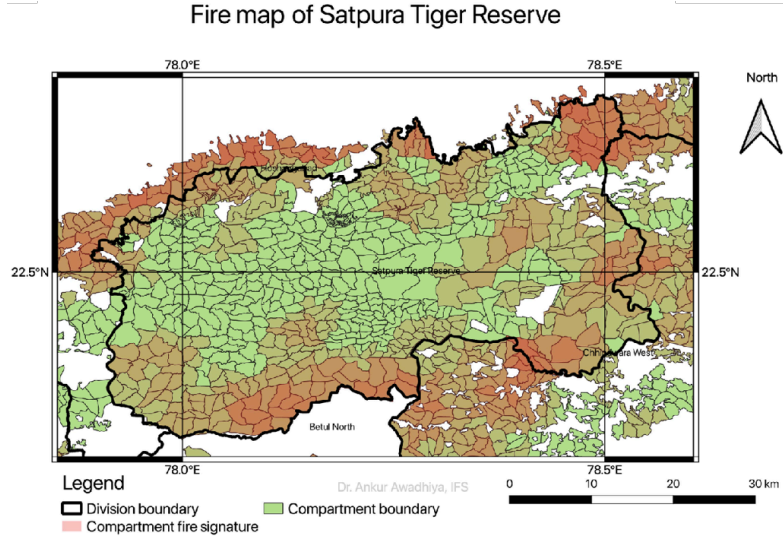 Fire map of Satpura Tiger Reserve
78.0°E
78.5°E
North
22.5°N
Satpura Tiger Reserve
22.5°N
Betul North
78.0°E
78.5°E
Legend
Division boundary
Compartment boundary
Compartment fire signature
Dr. Ankur Awadhiya, IFS
0
10
20
30 km